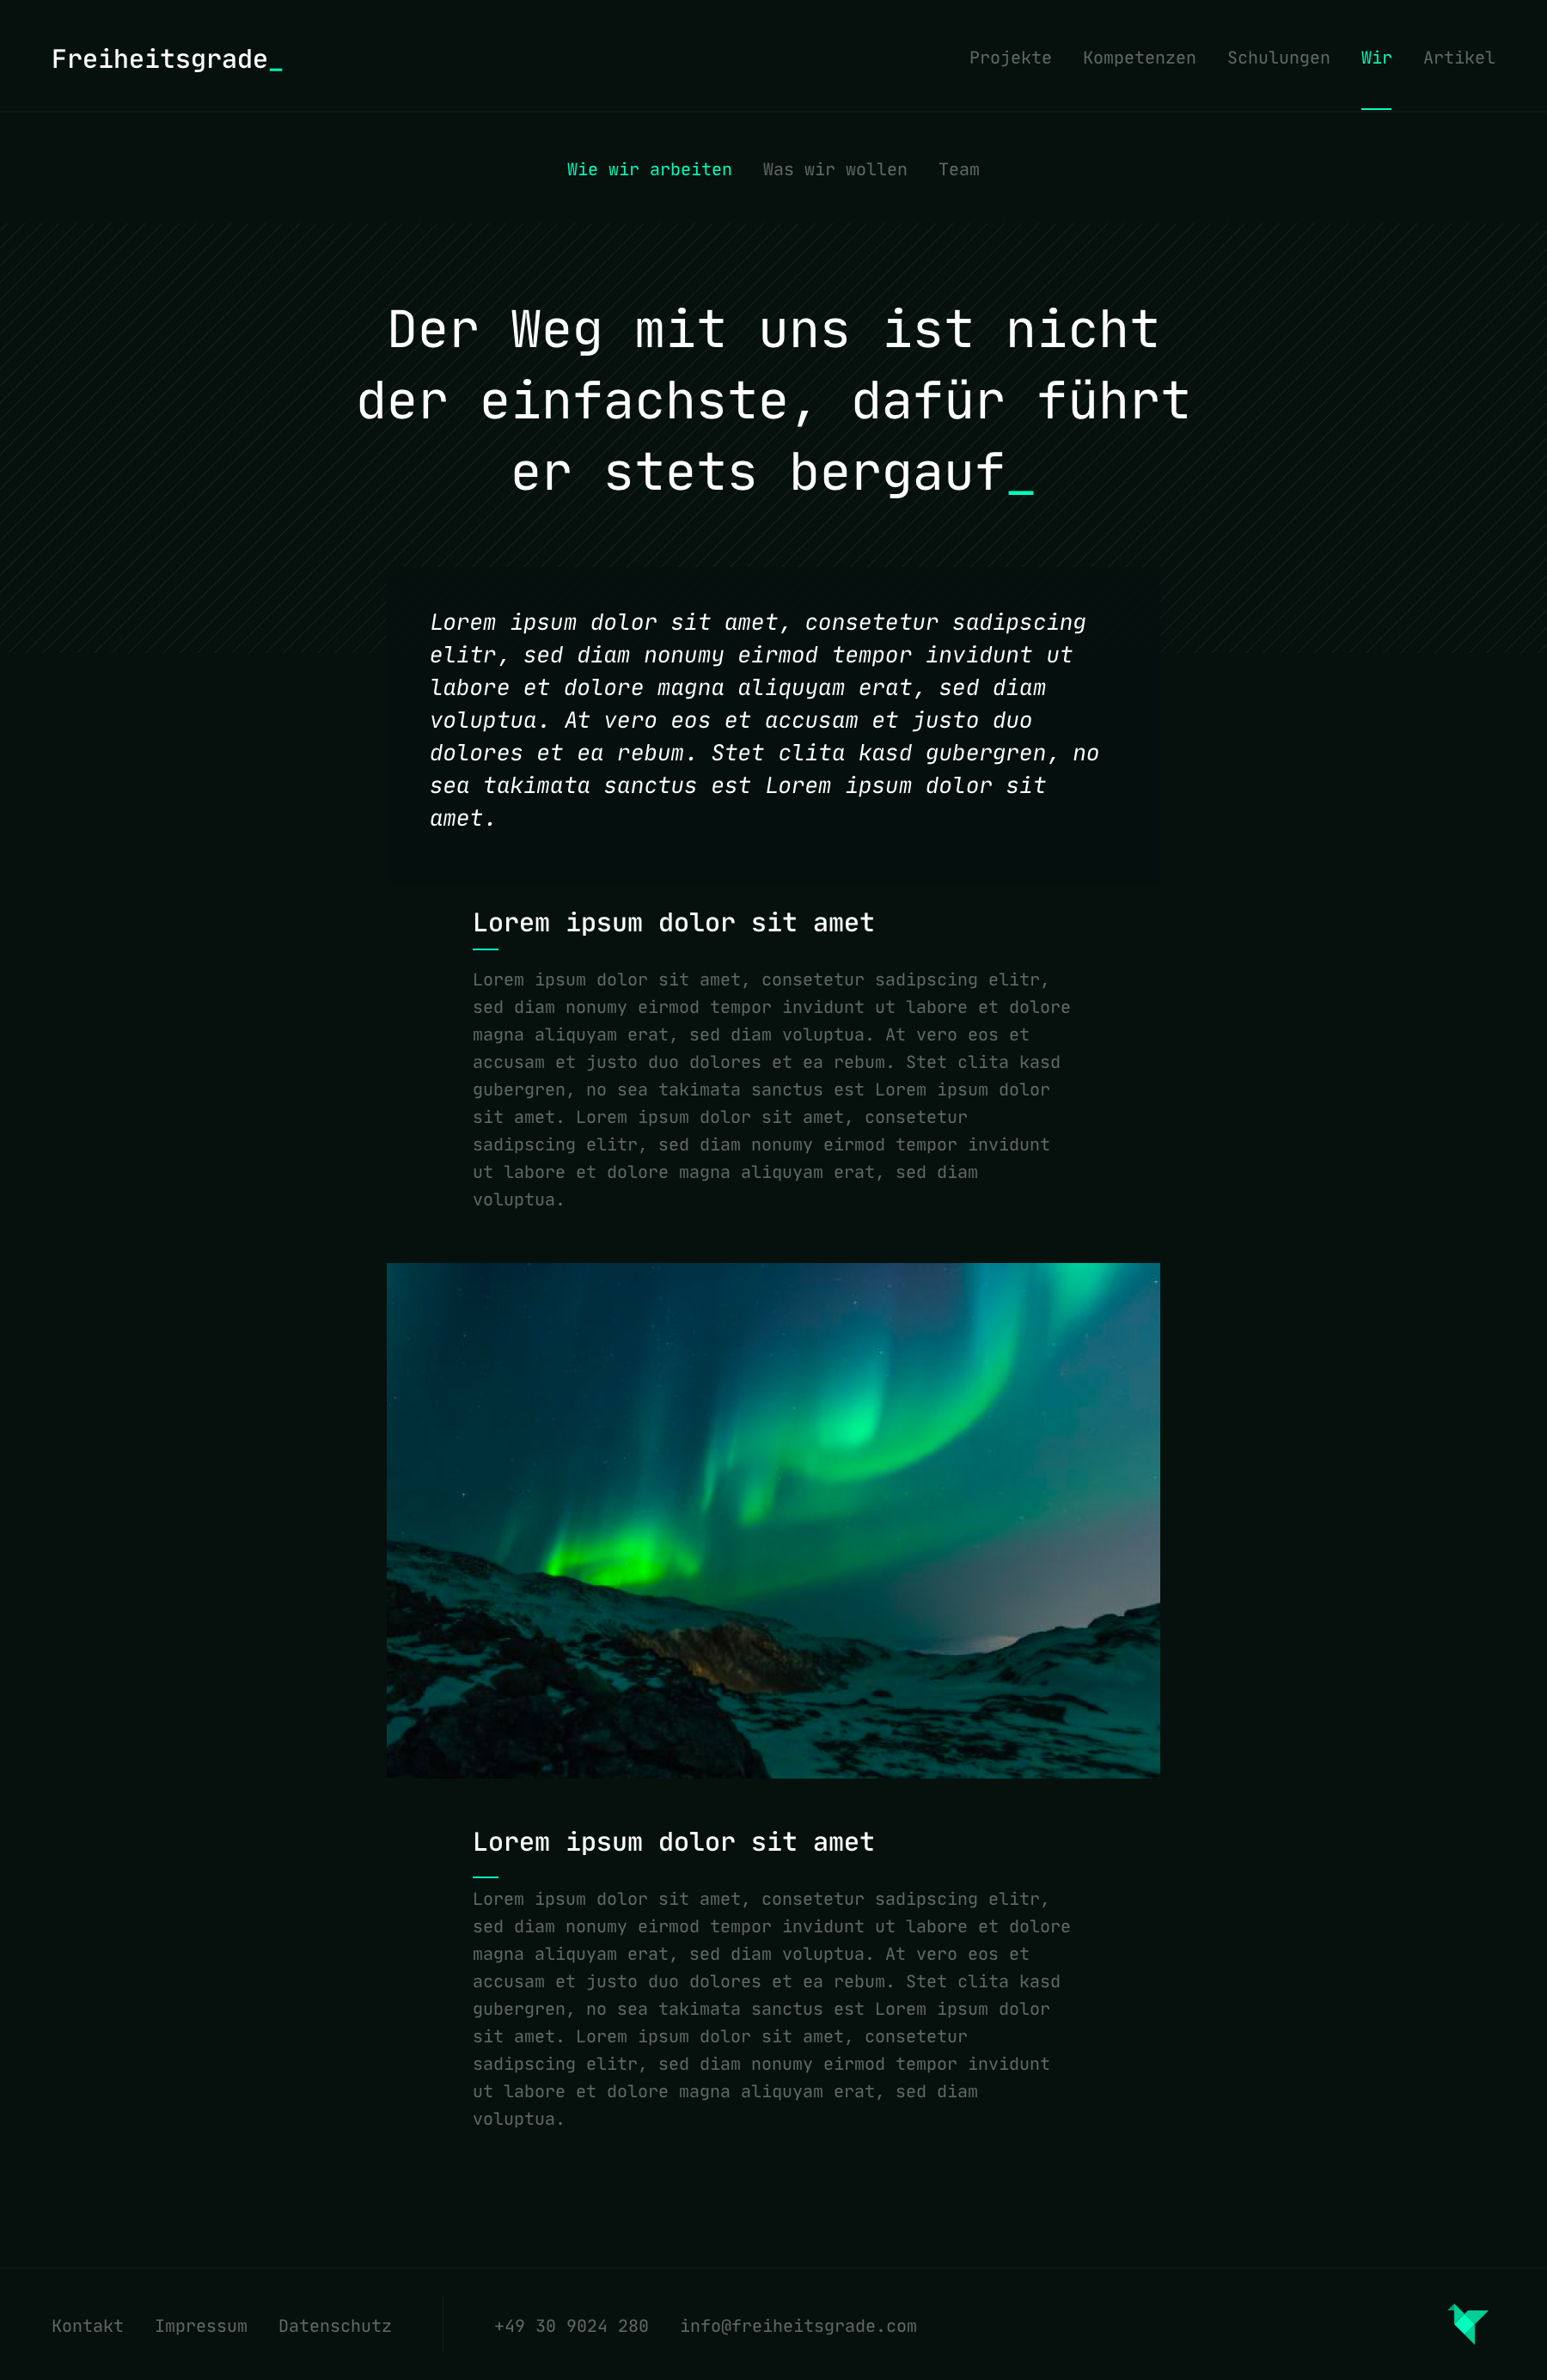 Freiheitsgrade_
Projekte Kompetenzen Schulungen Wir Artikel
Wie wir arbeiten Was wir wollen Team
Der Weg mit uns ist nicht
der einfachste, dafür führt
er stets bergauf_
Lorem ipsum dolor sit amet, consetetur sadipscing
elitr, sed diam nonumy eirmod tempor invidunt ut
labore et dolore magna aliquyam erat, sed diam
voluptua. At vero eos et accusam et justo duo
dolores et ea rebum. Stet clita kasd gubergren, no
sea takimata sanctus est Lorem ipsum dolor sit
amet.
Lorem ipsum dolor sit amet
Lorem ipsum dolor sit amet, consetetur sadipscing elitr,
sed diam nonumy eirmod tempor invidunt ut labore et dolore
magna aliquyam erat, sed diam voluptua. At vero eos et
accusam et justo duo dolores et ea rebum. Stet clita kasd
gubergren, no sea takimata sanctus est Lorem ipsum dolor
sit amet. Lorem ipsum dolor sit amet, consetetur
sadipscing elitr, sed diam nonumy eirmod tempor invidunt
ut labore et dolore magna aliquyam erat, sed diam
voluptua.
Lorem ipsum dolor sit amet
Lorem ipsum dolor sit amet, consetetur sadipscing elitr,
sed diam nonumy eirmod tempor invidunt ut labore et dolore
magna aliquyam erat, sed diam voluptua. At vero eos et
accusam et justo duo dolores et ea rebum. Stet clita kasd
gubergren, no sea takimata sanctus est Lorem ipsum dolor
sit amet. Lorem ipsum dolor sit amet, consetetur
sadipscing elitr, sed diam nonumy eirmod tempor invidunt
ut labore et dolore magna aliquyam erat, sed diam
voluptua.
Kontakt Impressum Datenschutz +49 30 9024 280 info@freiheitsgrade.com